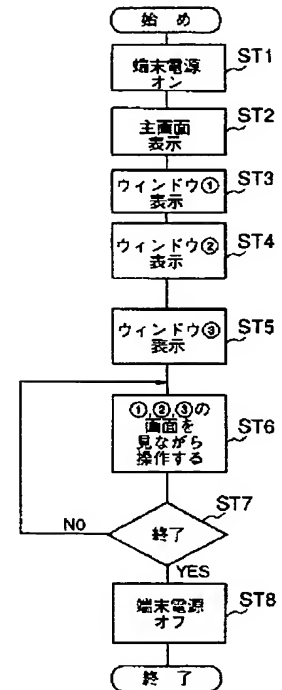 始め
端末電源
オン
ST1
主画面
表示
ST2
ウィンドウ①
表示
ST3
ウィンドウ②
表示
ST4
ウィンドウ③
表示
ST5
①,②,③の
画面を
見ながら
操作する
ST6
終了
ST7
NO
YES
端末電源
オフ
ST8
終了